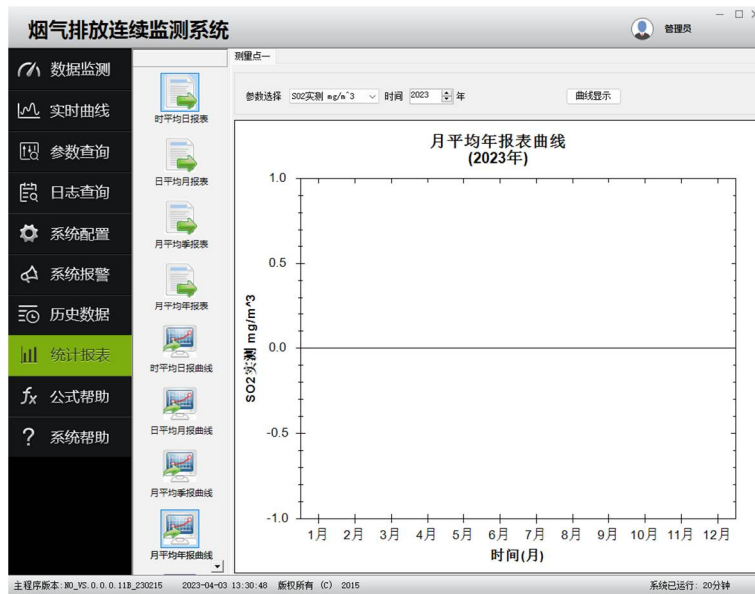 烟气排放连续监测系统
管理员
数据监测
实时曲线
参数查询
日志查询
系统配置
系统报警
历史数据
统计报表
公式帮助
系统帮助
时平均日报表
日平均月报表
月平均季报表
月平均年报表
时平均日报曲线
日平均月报曲线
月平均季报曲线
月平均年报曲线
测量点一
参数选择 SO2实测 mg/m^3 时间 2023 年 曲线显示
月平均年报表曲线
(2023年)
SO2实测 mg/m^3
1.0
0.5
0.0
-0.5
-1.0
1月 2月 3月 4月 5月 6月 7月 8月 9月 10月 11月 12月
时间(月)
主程序版本:NO_VS.0.0.0.11B_230215 2023-04-03 13:30:48 版权所有 (C) 2015 系统已运行: 20分钟